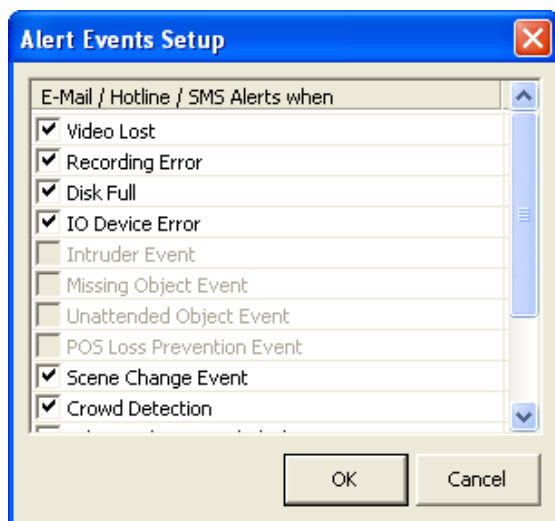 Alert Events Setup
E-Mail / Hotline / SMS Alerts when
Video Lost
Recording Error
Disk Full
IO Device Error
Intruder Event
Missing Object Event
Unattended Object Event
POS Loss Prevention Event
Scene Change Event
Crowd Detection
OK Cancel